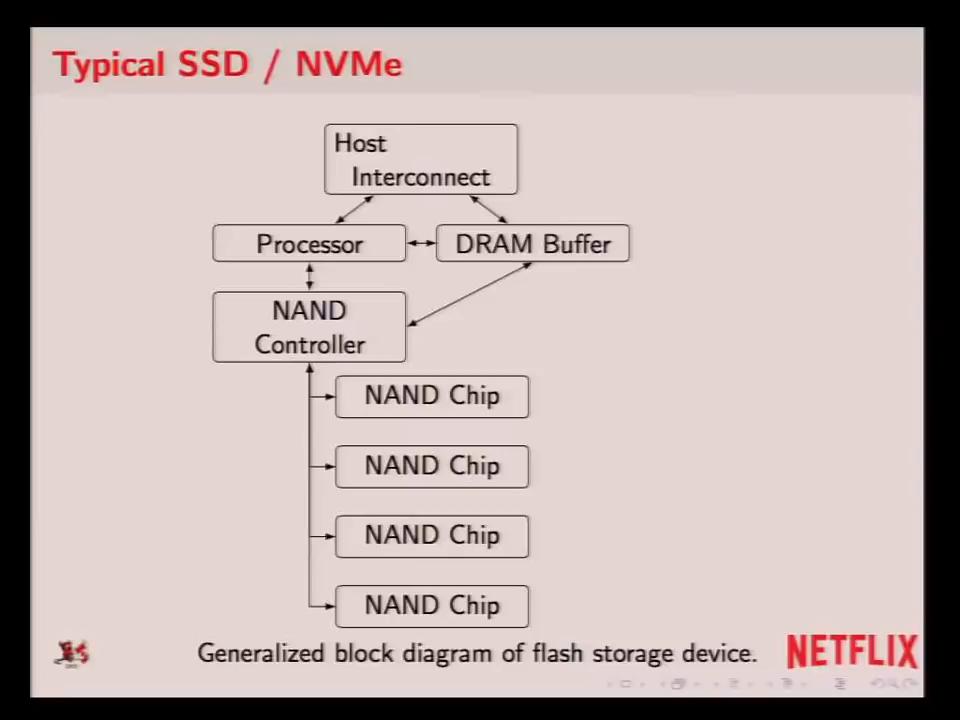 Typical SSD / NVMe
Host
Interconnect
Processor
DRAM Buffer
NAND
Controller
NAND Chip
NAND Chip
NAND Chip
NAND Chip
Generalized block diagram of flash storage device.
NETFLIX